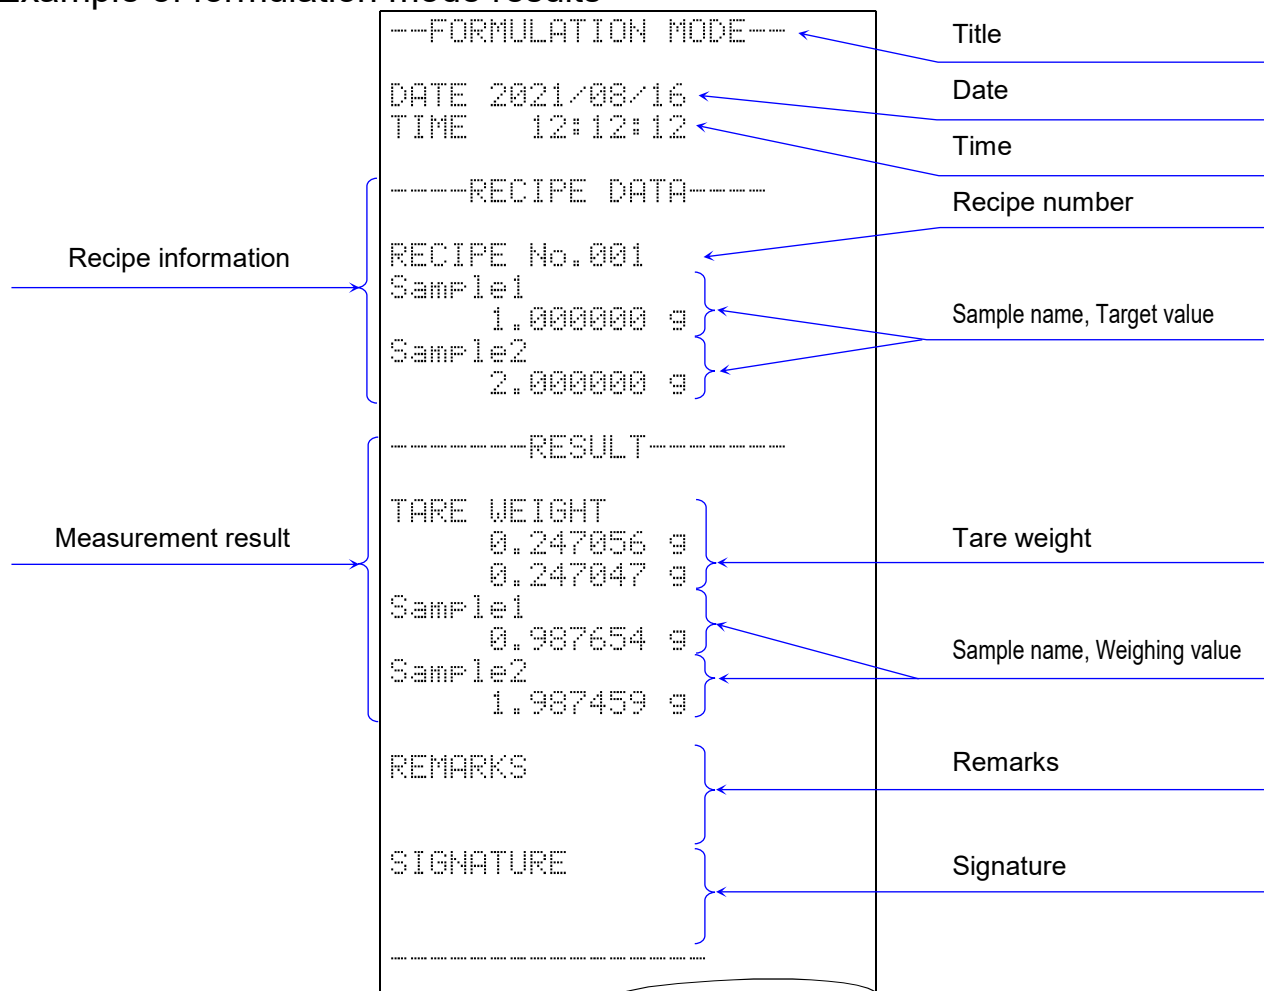 Example of formulation mode results
--FORMULATION MODE--
Title
DATE 2021/08/16
Date
TIME 12:12:12
Time
----RECIPE DATA----
Recipe number
Recipe information
RECIPE No.001
Sample1
1.000000 g
Sample name, Target value
Sample2
2.000000 g
------RESULT-------
Measurement result
TARE WEIGHT
0.247056 g
0.247047 g
Tare weight
Sample1
0.987654 g
Sample name, Weighing value
Sample2
1.987459 g
REMARKS
Remarks
SIGNATURE
Signature
----------------